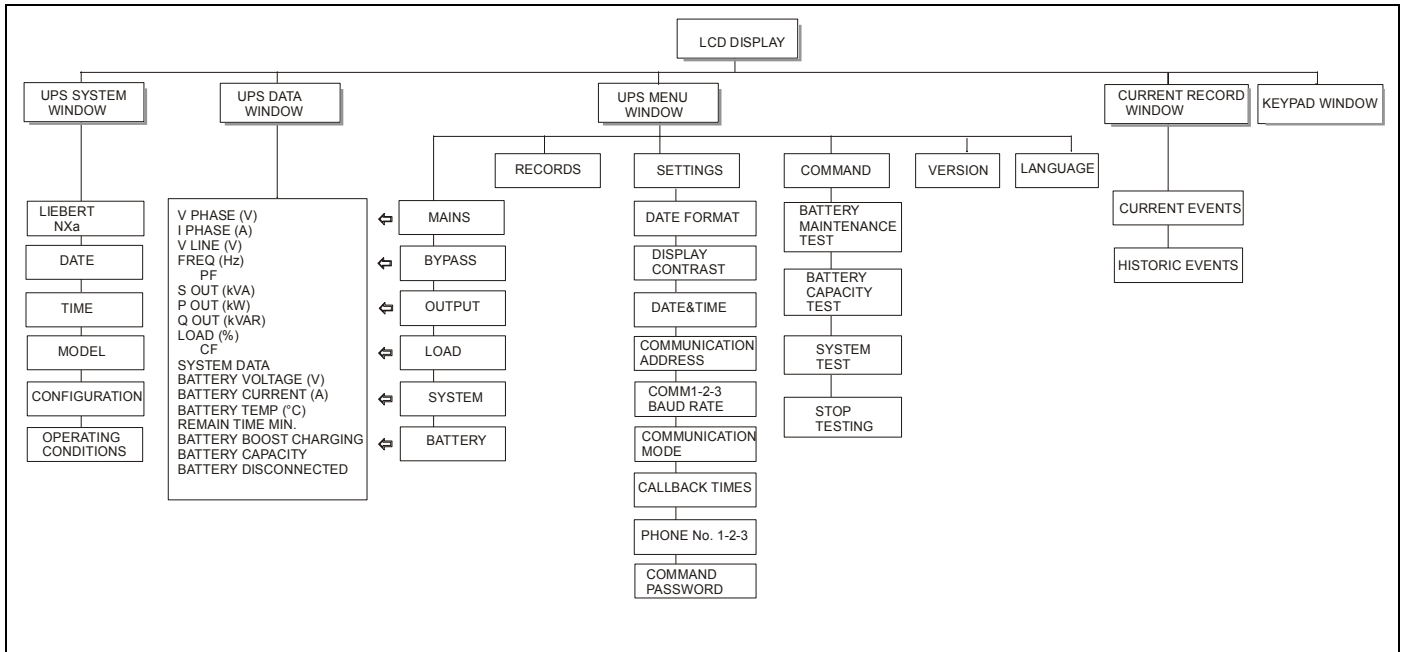 LCD DISPLAY
UPS SYSTEM
WINDOW
UPS DATA
WINDOW
UPS MENU
WINDOW
CURRENT RECORD
WINDOW
KEYPAD WINDOW
LIEBERT
NXa
DATE
TIME
MODEL
CONFIGURATION
OPERATING
CONDITIONS
V PHASE (V)
I PHASE (A)
V LINE (V)
FREQ (Hz)
PF
S OUT (kVA)
P OUT (kW)
Q OUT (kVAR)
LOAD (%)
CF
SYSTEM DATA
BATTERY VOLTAGE (V)
BATTERY CURRENT (A)
BATTERY TEMP (°C)
REMAIN TIME MIN.
BATTERY BOOST CHARGING
BATTERY CAPACITY
BATTERY DISCONNECTED
MAINS
BYPASS
OUTPUT
LOAD
SYSTEM
BATTERY
RECORDS
SETTINGS
DATE FORMAT
DISPLAY
CONTRAST
DATE&TIME
COMMUNICATION
ADDRESS
COMM1-2-3
BAUD RATE
COMMUNICATION
MODE
CALLBACK TIMES
PHONE No. 1-2-3
COMMAND
PASSWORD
COMMAND
BATTERY
MAINTENANCE
TEST
BATTERY
CAPACITY
TEST
SYSTEM
TEST
STOP
TESTING
VERSION
LANGUAGE
CURRENT EVENTS
HISTORIC EVENTS